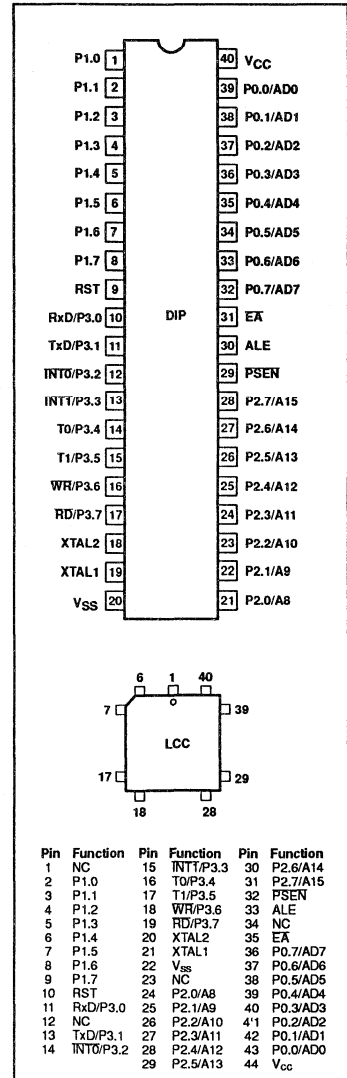 P1.0 1 40 VCC
P1.1 2 39 P0.0/AD0
P1.2 3 38 P0.1/AD1
P1.3 4 37 P0.2/AD2
P1.4 5 36 P0.3/AD3
P1.5 6 35 P0.4/AD4
P1.6 7 34 P0.5/AD5
P1.7 8 33 P0.6/AD6
RST 9 32 P0.7/AD7
RxD/P3.0 10 DIP 31 EA
TxD/P3.1 11 30 ALE
INT0/P3.2 12 29 PSEN
INT1/P3.3 13 28 P2.7/A15
T0/P3.4 14 27 P2.6/A14
T1/P3.5 15 26 P2.5/A13
WR/P3.6 16 25 P2.4/A12
RD/P3.7 17 24 P2.3/A11
XTAL2 18 23 P2.2/A10
XTAL1 19 22 P2.1/A9
VSS 20 21 P2.0/A8
6 1 40
7 39
LCC
17 29
18 28
Pin Function Pin Function Pin Function
1 NC 15 INT1/P3.3 30 P2.6/A14
2 P1.0 16 T0/P3.4 31 P2.7/A15
3 P1.1 17 T1/P3.5 32 PSEN
4 P1.2 18 WR/P3.6 33 ALE
5 P1.3 19 RD/P3.7 34 NC
6 P1.4 20 XTAL2 35 EA
7 P1.5 21 XTAL1 36 P0.7/AD7
8 P1.6 22 VSS 37 P0.6/AD6
9 P1.7 23 NC 38 P0.5/AD5
10 RST 24 P2.0/A8 39 P0.4/AD4
11 RxD/P3.0 25 P2.1/A9 40 P0.3/AD3
12 NC 26 P2.2/A10 4'1 P0.2/AD2
13 TxD/P3.1 27 P2.3/A11 42 P0.1/AD1
14 INT0/P3.2 28 P2.4/A12 43 P0.0/AD0
29 P2.5/A13 44 VCC